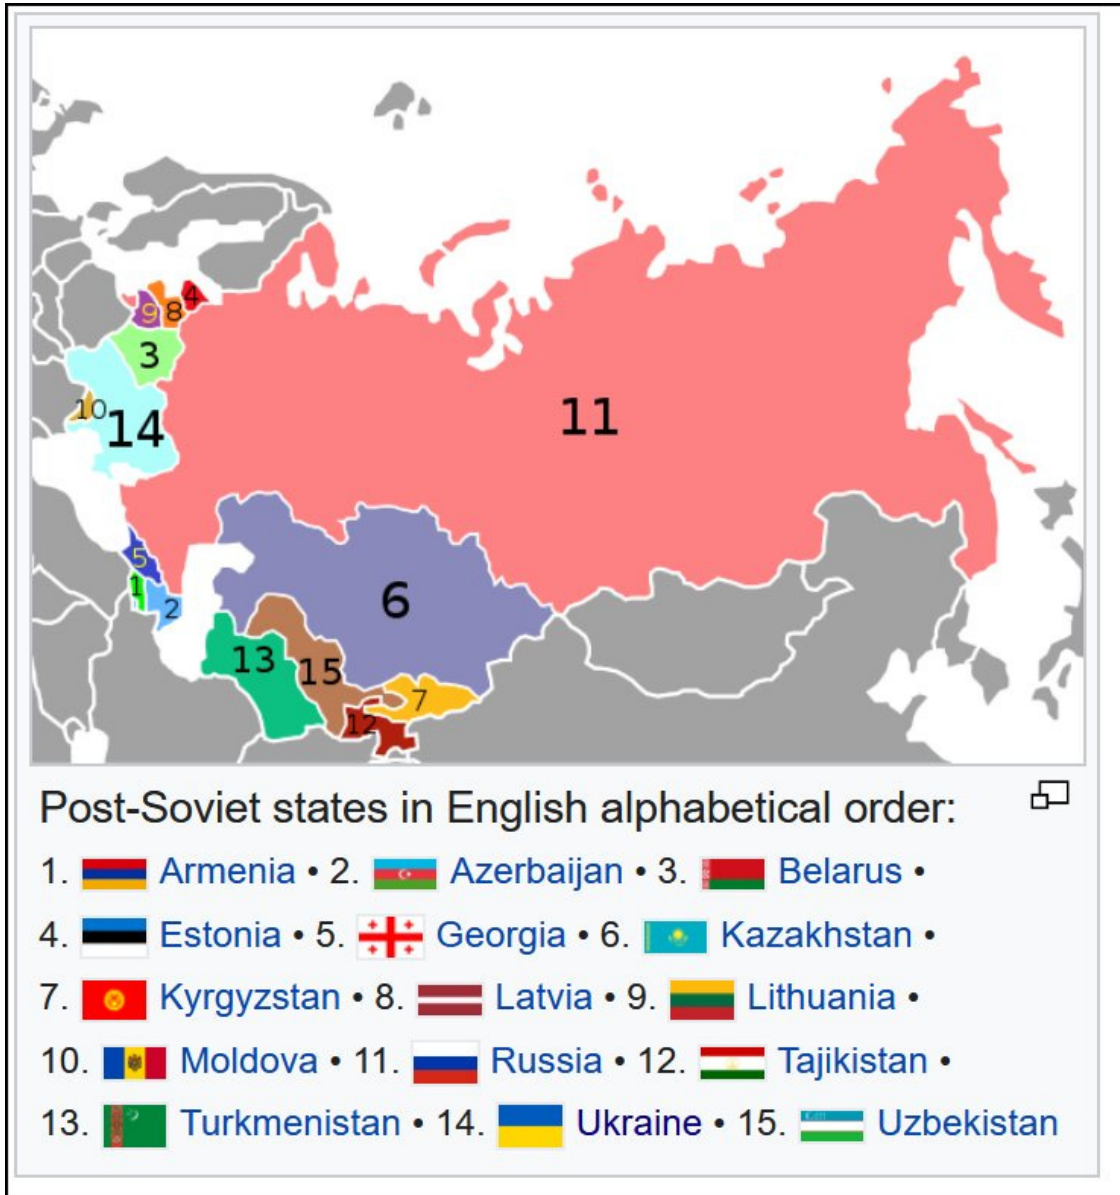 4
9
8
3
10
14
11
5
1
2
6
13
15
7
12
Post-Soviet states in English alphabetical order:
1. Armenia • 2. Azerbaijan • 3. Belarus •
4. Estonia • 5. Georgia • 6. Kazakhstan •
7. Kyrgyzstan • 8. Latvia • 9. Lithuania •
10. Moldova • 11. Russia • 12. Tajikistan •
13. Turkmenistan • 14. Ukraine • 15. Uzbekistan